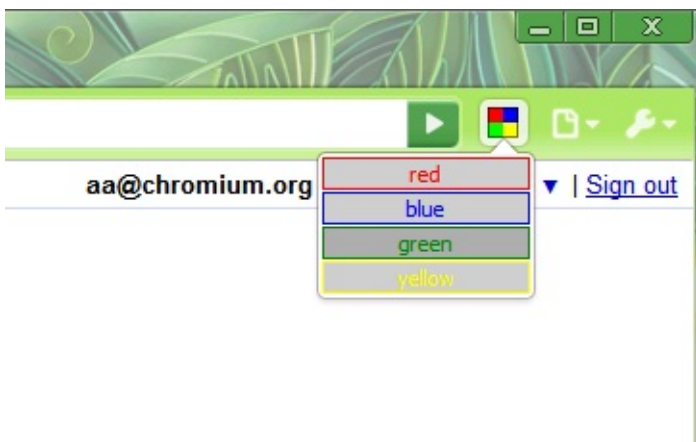 aa@chromium.org ▼ | Sign out
red
blue
green
yellow